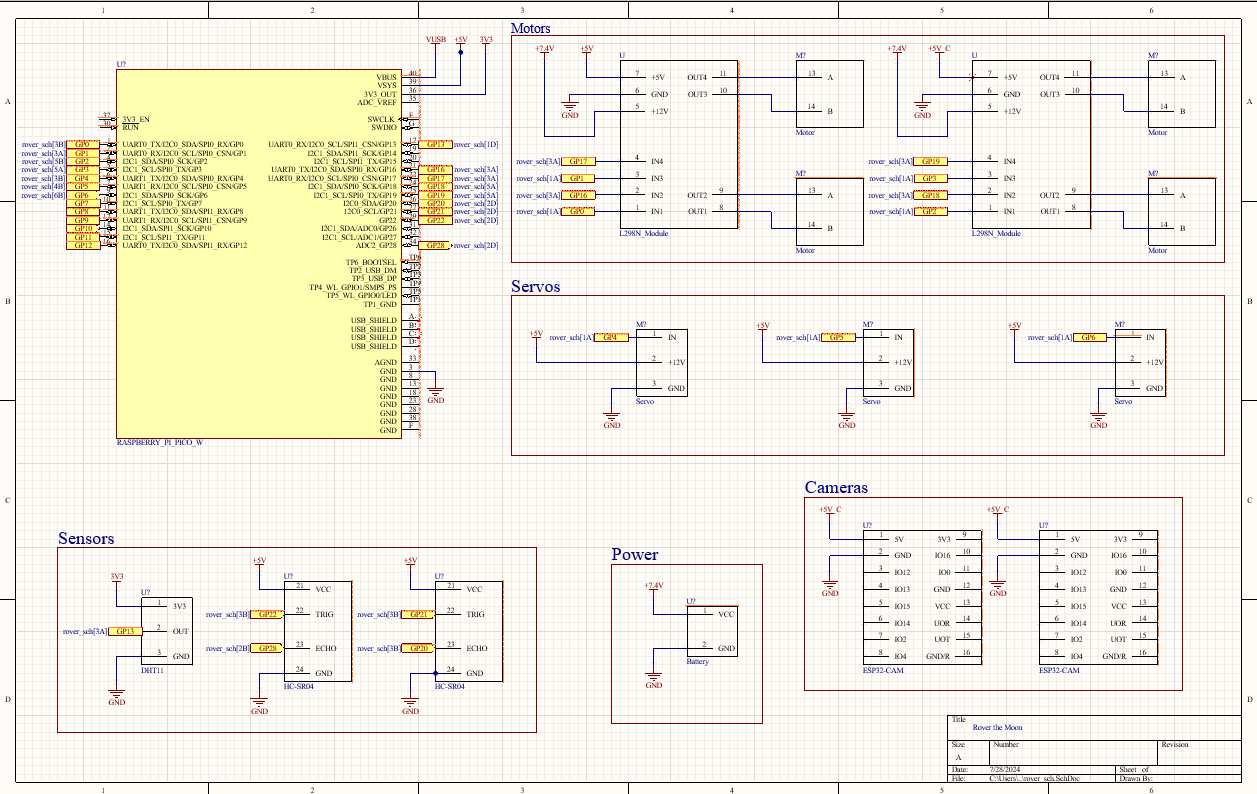 1 2 3 4 5 6
Motors
VUSB +5V 3V3
U?
VBUS 40
VSYS 39
3V3_OUT 36
ADC_VREF 35
37 3V3_EN
30 RUN
SWCLK
SWDIO
rover_sch[3B] GP0 UART0_TX/I2C0_SDA/SPI0_RX/GP0
rover_sch[3A] GP1 UART0_RX/I2C0_SCL/SPI0_CSN/GP1
rover_sch[5B] GP2 I2C1_SDA/SPI0_SCK/GP2
rover_sch[5A] GP3 I2C1_SCL/SPI0_TX/GP3
rover_sch[3B] GP4 UART1_TX/I2C0_SDA/SPI0_RX/GP4
rover_sch[4B] GP5 UART1_RX/I2C0_SCL/SPI0_CSN/GP5
rover_sch[6B] GP6 I2C1_SDA/SPI0_SCK/GP6
GP7 I2C1_SCL/SPI0_TX/GP7
GP8 UART1_TX/I2C0_SDA/SPI1_RX/GP8
GP9 UART1_RX/I2C0_SCL/SPI1_CSN/GP9
GP10 I2C1_SDA/SPI1_SCK/GP10
GP11 I2C1_SCL/SPI1_TX/GP11
GP12 UART0_TX/I2C0_SDA/SPI1_RX/GP12
UART0_RX/I2C0_SCL/SPI1_CSN/GP13 GP13 rover_sch[1D]
I2C1_SDA/SPI1_SCK/GP14
I2C1_SCL/SPI1_TX/GP15
UART0_TX/I2C0_SDA/SPI0_RX/GP16 GP16 rover_sch[3A]
UART0_RX/I2C0_SCL/SPI0_CSN/GP17 GP17 rover_sch[3A]
I2C1_SDA/SPI0_SCK/GP18 GP18 rover_sch[5A]
I2C1_SCL/SPI0_TX/GP19 GP19 rover_sch[5A]
I2C0_SDA/GP20 GP20 rover_sch[2D]
I2C0_SCL/GP21 GP21 rover_sch[2D]
GP22 GP22 rover_sch[2D]
I2C1_SDA/ADC0/GP26
I2C1_SCL/ADC1/GP27
ADC2_GP28 GP28 rover_sch[2D]
TP6_BOOTSEL
TP2_USB_DM
TP3_USB_DP
TP4_WL_GPIO1/SMPS_PS
TP5_WL_GPIO0/LED
TP1_GND
USB_SHIELD A
USB_SHIELD B
USB_SHIELD C
USB_SHIELD D
AGND 33
GND 3
GND 8
GND 13
GND 18
GND 23
GND 28
GND 38
GND F
GND
RASPBERRY_PI_PICO_W
+7.4V +5V U M?
7 +5V OUT4 11 13 A
6 GND OUT3 10
5 +12V 14 B
GND
Motor
rover_sch[3A] GP17 4 IN4
rover_sch[1A] GP1 3 IN3
rover_sch[3A] GP16 2 IN2 OUT2 9
rover_sch[1A] GP0 1 IN1 OUT1 8
L298N_Module
M?
13 A
14 B
Motor
+7.4V +5V_C U M?
7 +5V OUT4 11 13 A
6 GND OUT3 10
5 +12V 14 B
GND
Motor
rover_sch[3A] GP19 4 IN4
rover_sch[1A] GP3 3 IN3
rover_sch[3A] GP18 2 IN2 OUT2 9
rover_sch[1A] GP2 1 IN1 OUT1 8
L298N_Module
M?
13 A
14 B
Motor
Servos
+5V M?
rover_sch[1A] GP4 1 IN
2 +12V
3 GND
Servo
GND
+5V M?
rover_sch[1A] GP5 1 IN
2 +12V
3 GND
Servo
GND
+5V M?
rover_sch[1A] GP6 1 IN
2 +12V
3 GND
Servo
GND
Cameras
+5V_C U?
1 5V 3V3 9
2 GND IO16 10
3 IO12 IO0 11
4 IO13 GND 12
5 IO15 VCC 13
6 IO14 UOR 14
7 IO2 UOT 15
8 IO4 GND/R 16
GND
ESP32-CAM
+5V_C U?
1 5V 3V3 9
2 GND IO16 10
3 IO12 IO0 11
4 IO13 GND 12
5 IO15 VCC 13
6 IO14 UOR 14
7 IO2 UOT 15
8 IO4 GND/R 16
GND
ESP32-CAM
Sensors
3V3 U?
1 3V3
rover_sch[3A] GP13 2 OUT
3 GND
DHT11
GND
+5V U?
21 VCC
rover_sch[3B] GP22 22 TRIG
rover_sch[2B] GP28 23 ECHO
24 GND
HC-SR04
GND
+5V U?
21 VCC
rover_sch[3B] GP21 22 TRIG
rover_sch[3B] GP20 23 ECHO
24 GND
HC-SR04
GND
Power
+7.4V U?
1 VCC
2 GND
Battery
GND
A A
B B
C C
D D
Title
Rover the Moon
Size Number Revision
A
Date: 7/28/2024 Sheet of
File: C:\Users\..\rover_sch.SchDoc Drawn By:
1 2 3 4 5 6